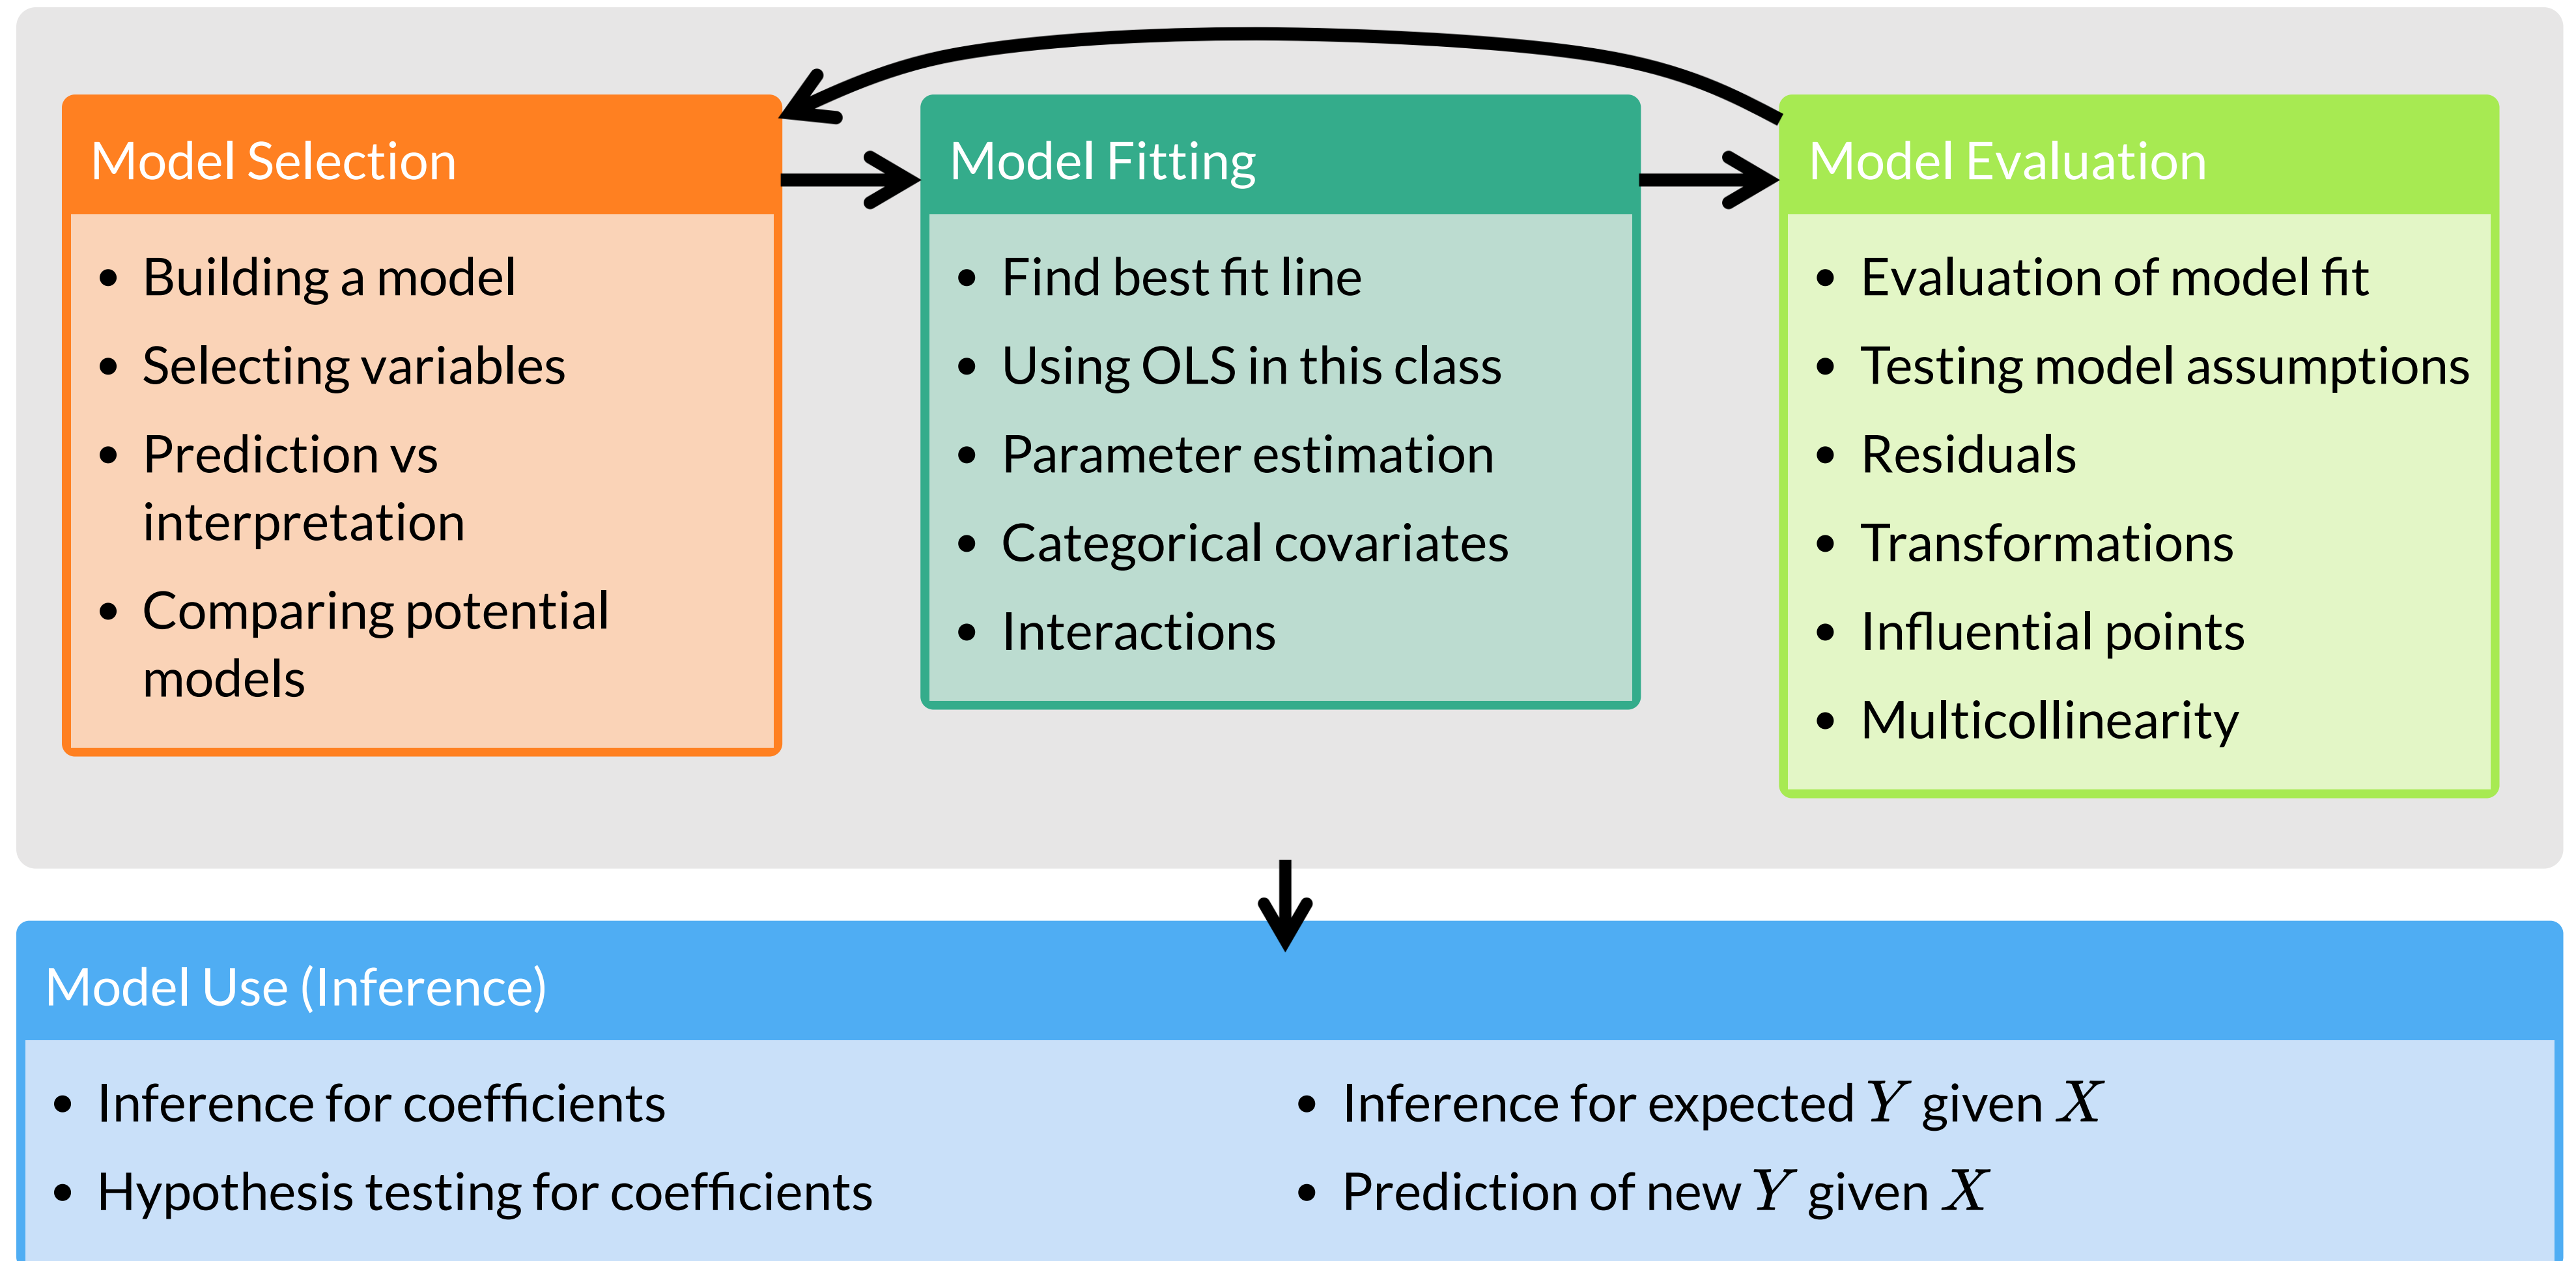 Model Selection
• Building a model
• Selecting variables
• Prediction vs
interpretation
• Comparing potential
models
Model Fitting
• Find best fit line
• Using OLS in this class
• Parameter estimation
• Categorical covariates
• Interactions
Model Evaluation
• Evaluation of model fit
• Testing model assumptions
• Residuals
• Transformations
• Influential points
• Multicollinearity
Model Use (Inference)
• Inference for coefficients
• Hypothesis testing for coefficients
• Inference for expected Y given X
• Prediction of new Y given X